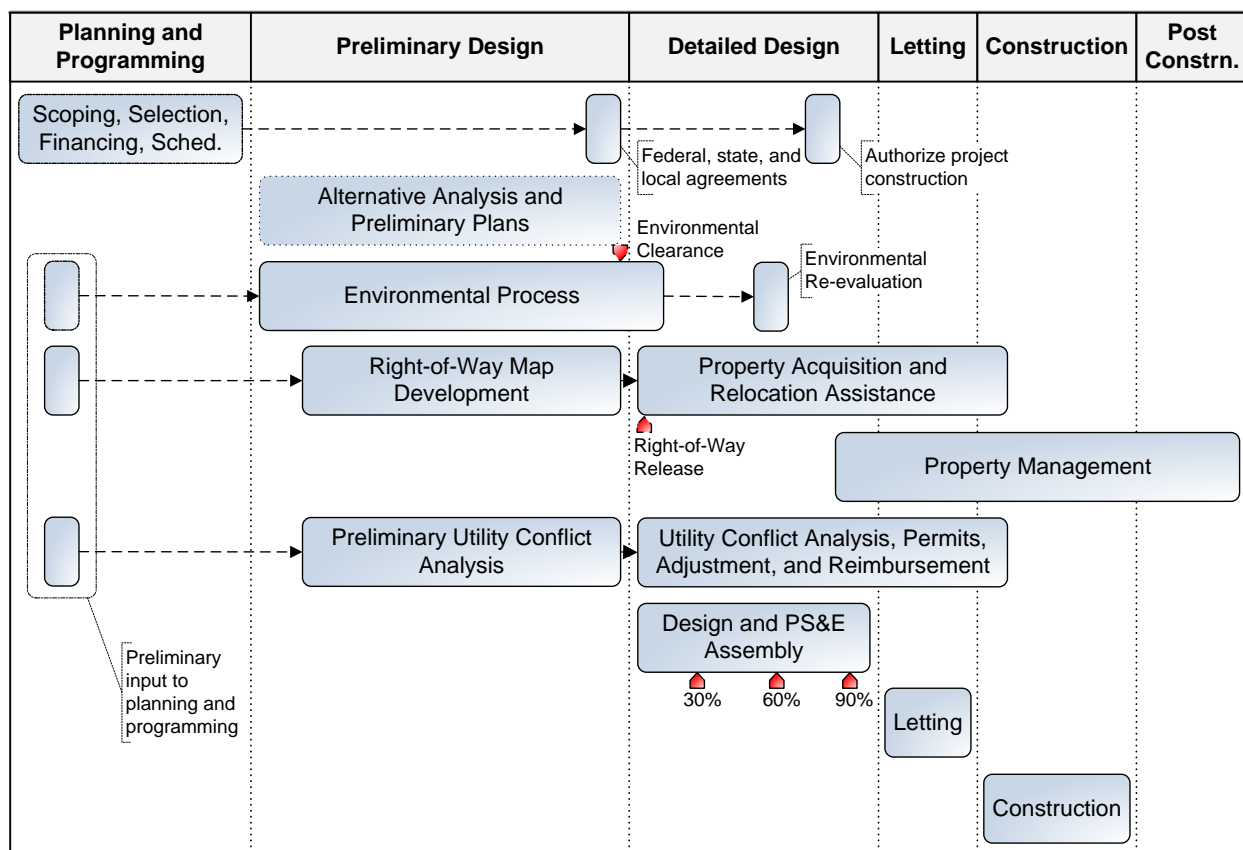 Planning and
Programming
Preliminary Design
Detailed Design
Letting
Construction
Post
Constrn.
Scoping, Selection,
Financing, Sched.
Federal, state, and
local agreements
Authorize project
construction
Alternative Analysis and
Preliminary Plans
Environmental
Clearance
Environmental Process
Environmental
Re-evaluation
Right-of-Way Map
Development
Property Acquisition and
Relocation Assistance
Right-of-Way
Release
Property Management
Preliminary Utility Conflict
Analysis
Utility Conflict Analysis, Permits,
Adjustment, and Reimbursement
Design and PS&E
Assembly
30%
60%
90%
Preliminary
input to
planning and
programming
Letting
Construction